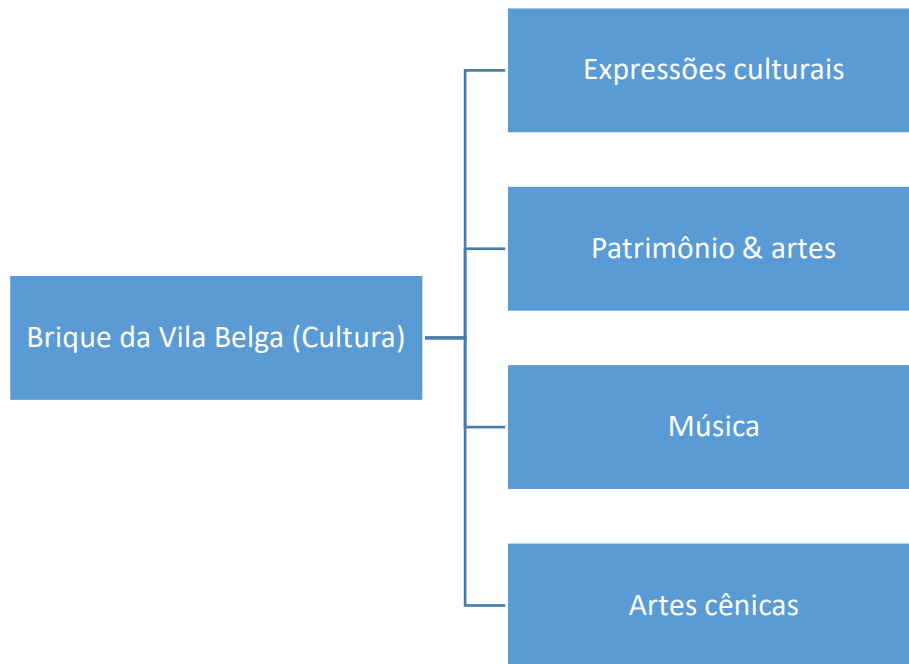 Expressões culturais
Patrimônio & artes
Brique da Vila Belga (Cultura)
Música
Artes cênicas